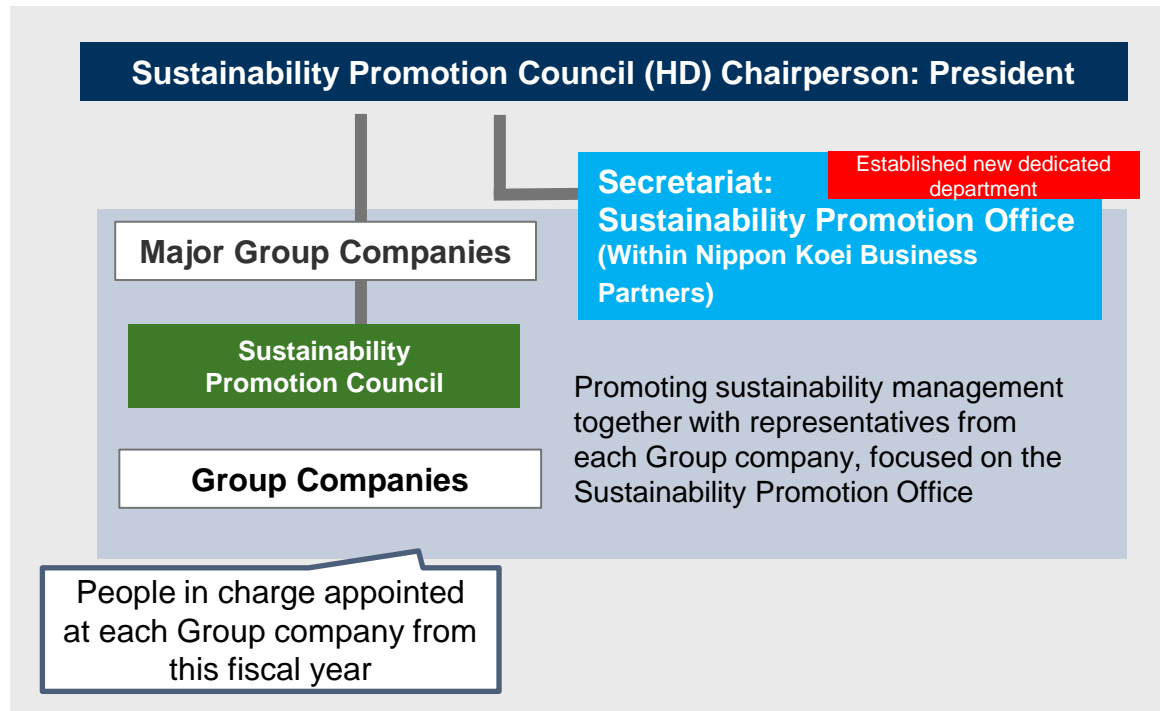 Sustainability Promotion Council (HD) Chairperson: President
Established new dedicated
department
Secretariat:
Sustainability Promotion Office
(Within Nippon Koei Business
Partners)
Major Group Companies
Sustainability
Promotion Council
Group Companies
Promoting sustainability management
together with representatives from
each Group company, focused on the
Sustainability Promotion Office
People in charge appointed
at each Group company from
this fiscal year